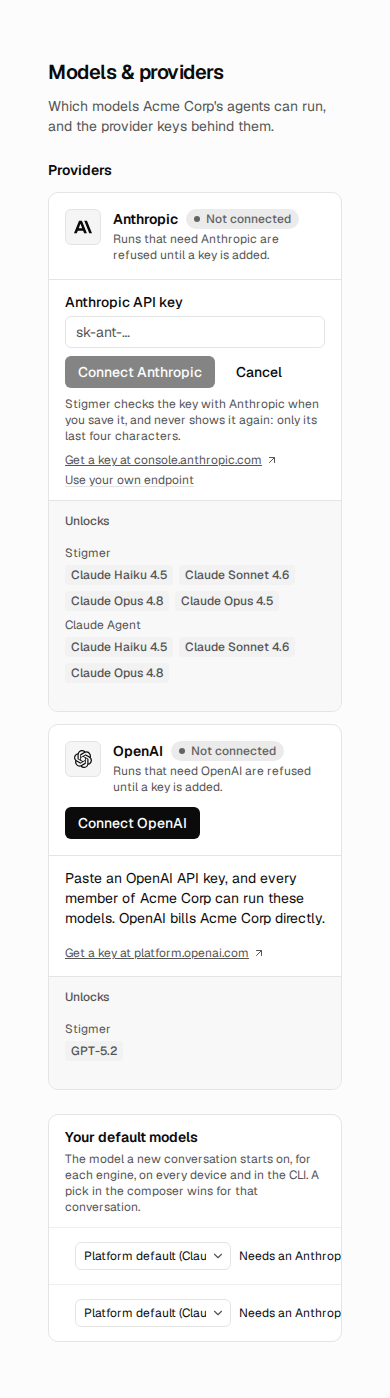 Models & providers
Which models Acme Corp's agents can run,
and the provider keys behind them.
Providers
Anthropic
Not connected
Runs that need Anthropic are
refused until a key is added.
Anthropic API key
sk-ant-...
Connect Anthropic
Cancel
Stigmer checks the key with Anthropic when
you save it, and never shows it again: only its
last four characters.
Get a key at console.anthropic.com
Use your own endpoint
Unlocks
Stigmer
Claude Haiku 4.5
Claude Sonnet 4.6
Claude Opus 4.8
Claude Opus 4.5
Claude Agent
Claude Haiku 4.5
Claude Sonnet 4.6
Claude Opus 4.8
OpenAI
Not connected
Runs that need OpenAI are refused
until a key is added.
Connect OpenAI
Paste an OpenAI API key, and every
member of Acme Corp can run these
models. OpenAI bills Acme Corp directly.
Get a key at platform.openai.com
Unlocks
Stigmer
GPT-5.2
Your default models
The model a new conversation starts on, for
each engine, on every device and in the CLI. A
pick in the composer wins for that
conversation.
Platform default (Clau
Needs an Anthrop
Platform default (Clau
Needs an Anthrop